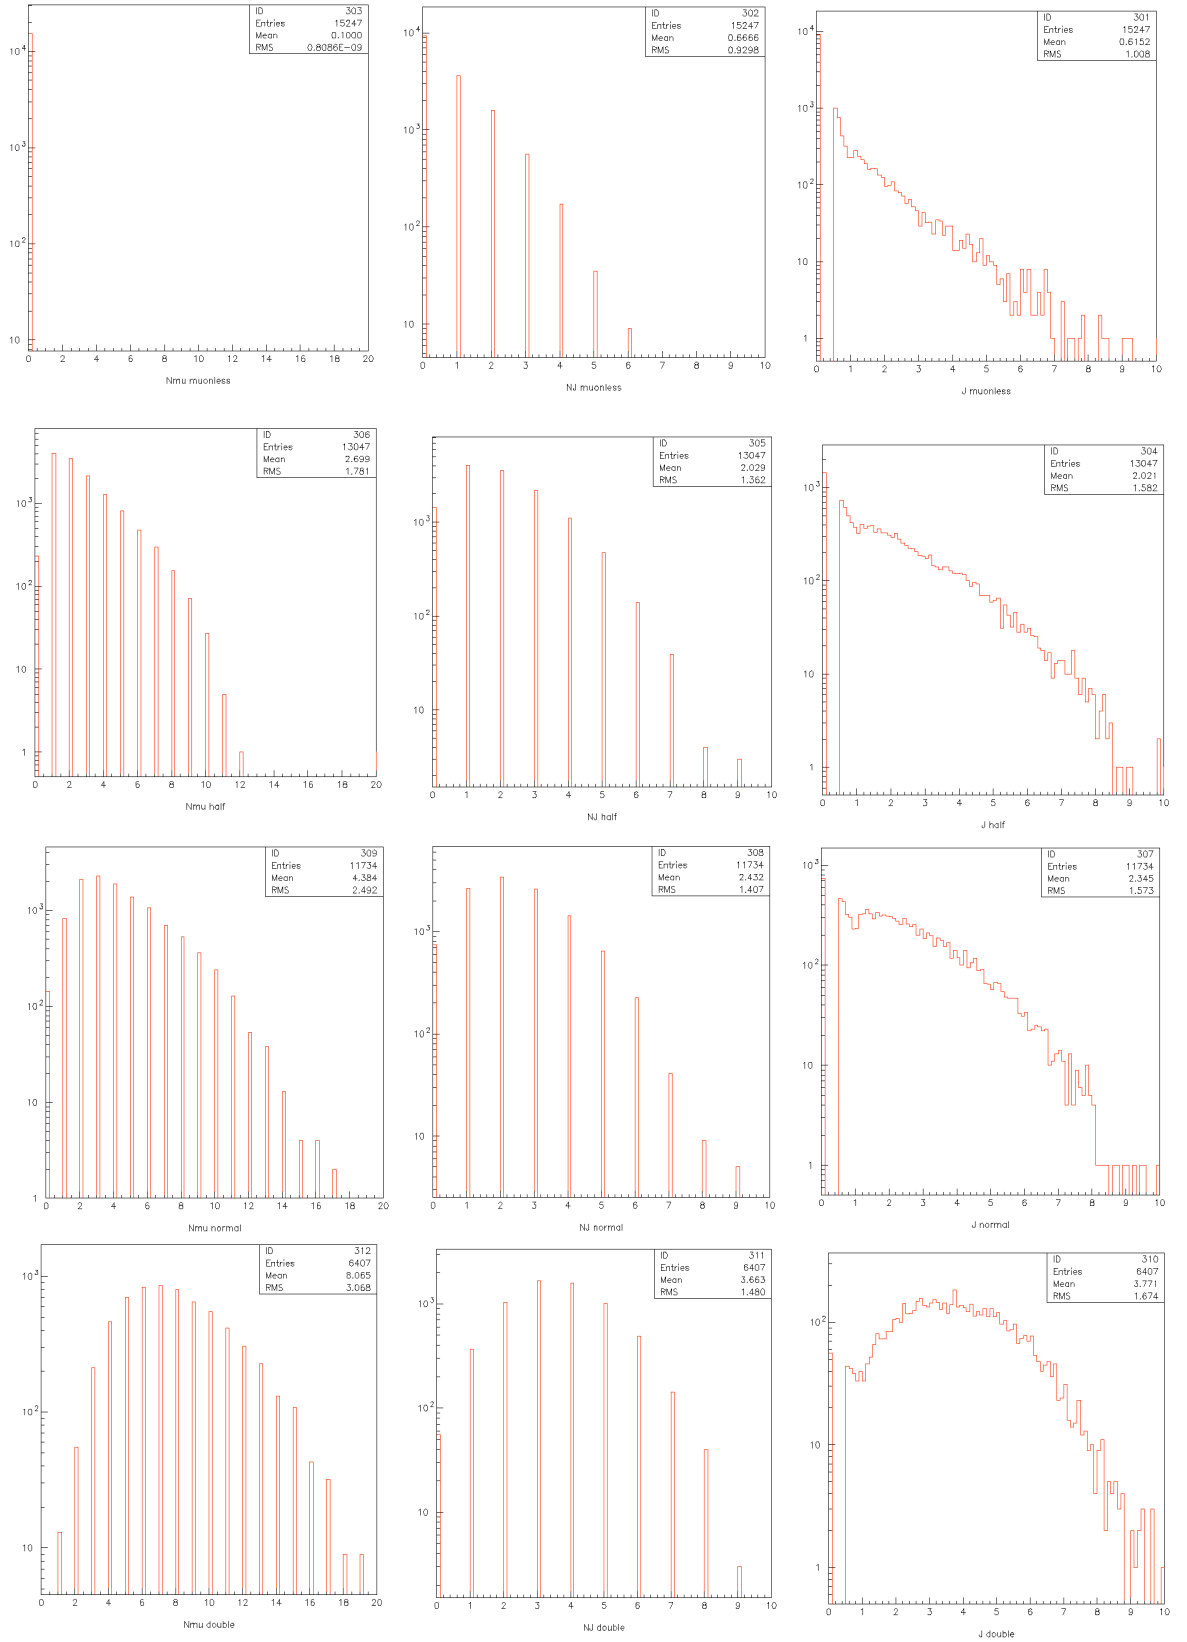 ID 303
Entries 15247
Mean 0.1000
RMS 0.8086E-09
10^4
10^3
10^2
10
0 2 4 6 8 10 12 14 16 18 20
Nmu muonless
ID 302
Entries 15247
Mean 0.6666
RMS 0.9298
10^4
10^3
10^2
10
0 1 2 3 4 5 6 7 8 9 10
NJ muonless
ID 301
Entries 15247
Mean 0.6152
RMS 1.008
10^4
10^3
10^2
10
1
0 1 2 3 4 5 6 7 8 9 10
J muonless
ID 306
Entries 13047
Mean 2.699
RMS 1.781
10^3
10^2
10
1
0 2 4 6 8 10 12 14 16 18 20
Nmu half
ID 305
Entries 13047
Mean 2.029
RMS 1.362
10^3
10^2
10
0 1 2 3 4 5 6 7 8 9 10
NJ half
ID 304
Entries 13047
Mean 2.021
RMS 1.582
10^3
10^2
10
1
0 1 2 3 4 5 6 7 8 9 10
J half
ID 309
Entries 11734
Mean 4.384
RMS 2.492
10^3
10^2
10
1
0 2 4 6 8 10 12 14 16 18 20
Nmu normal
ID 308
Entries 11734
Mean 2.432
RMS 1.407
10^3
10^2
10
0 1 2 3 4 5 6 7 8 9 10
NJ normal
ID 307
Entries 11734
Mean 2.345
RMS 1.573
10^3
10^2
10
1
0 1 2 3 4 5 6 7 8 9 10
J normal
ID 312
Entries 6407
Mean 8.065
RMS 3.068
10^3
10^2
10
0 2 4 6 8 10 12 14 16 18 20
Nmu double
ID 311
Entries 6407
Mean 3.663
RMS 1.480
10^3
10^2
10
0 1 2 3 4 5 6 7 8 9 10
NJ double
ID 310
Entries 6407
Mean 3.771
RMS 1.674
10^2
10
1
0 1 2 3 4 5 6 7 8 9 10
J double